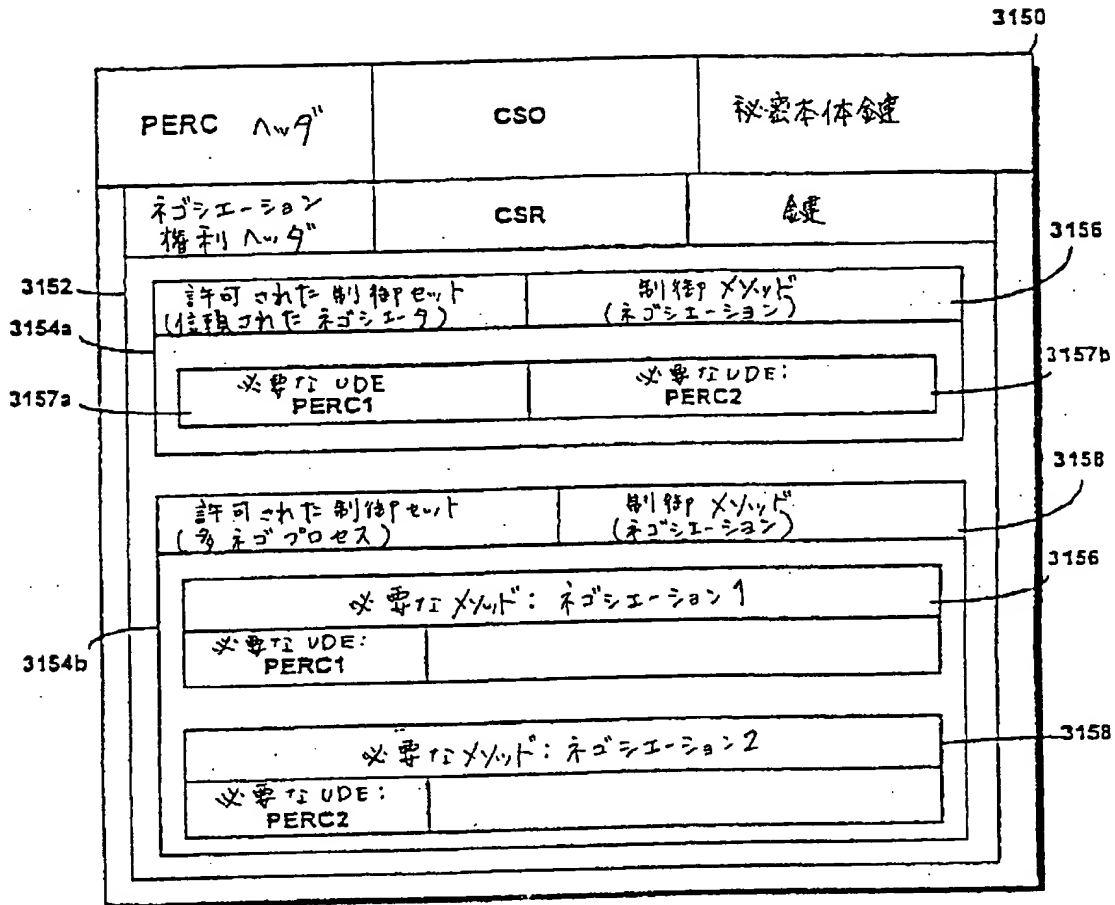 3150
PERC ヘッダ
CS0
秘密本体鍵
ネゴシエーション
権利ヘッダ
CSR
鍵
3156
3152
許可された制御セット
(信頼されたネゴシエータ)
制御メソッド
(ネゴシエーション)
3154a
3157b
必要なUDE
PERC1
必要なUDE:
PERC2
3157a
3158
許可された制御セット
(多ネゴプロセス)
制御メソッド
(ネゴシエーション)
3156
必要なメソッド: ネゴシエーション1
必要なUDE:
PERC1
3154b
3158
必要なメソッド: ネゴシエーション2
必要なUDE:
PERC2